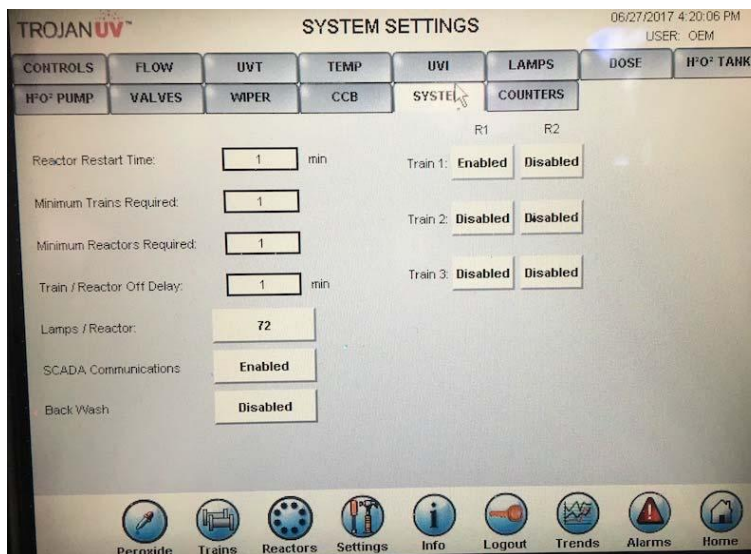 TROJANUV™ SYSTEM SETTINGS 06/27/2017 4:20:06 PM
USER: OEM
CONTROLS FLOW UVT TEMP UVI LAMPS DOSE H²O² TANK
H²O² PUMP VALVES WIPER CCB SYSTEM COUNTERS
R1 R2
Reactor Restart Time: 1 min Train 1: Enabled Disabled
Minimum Trains Required: 1
Train 2: Disabled Disabled
Minimum Reactors Required: 1
Train 3: Disabled Disabled
Train / Reactor Off Delay: 1 min
Lamps / Reactor: 72
SCADA Communications Enabled
Back Wash Disabled
Peroxide Trains Reactors Settings Info Logout Trends Alarms Home